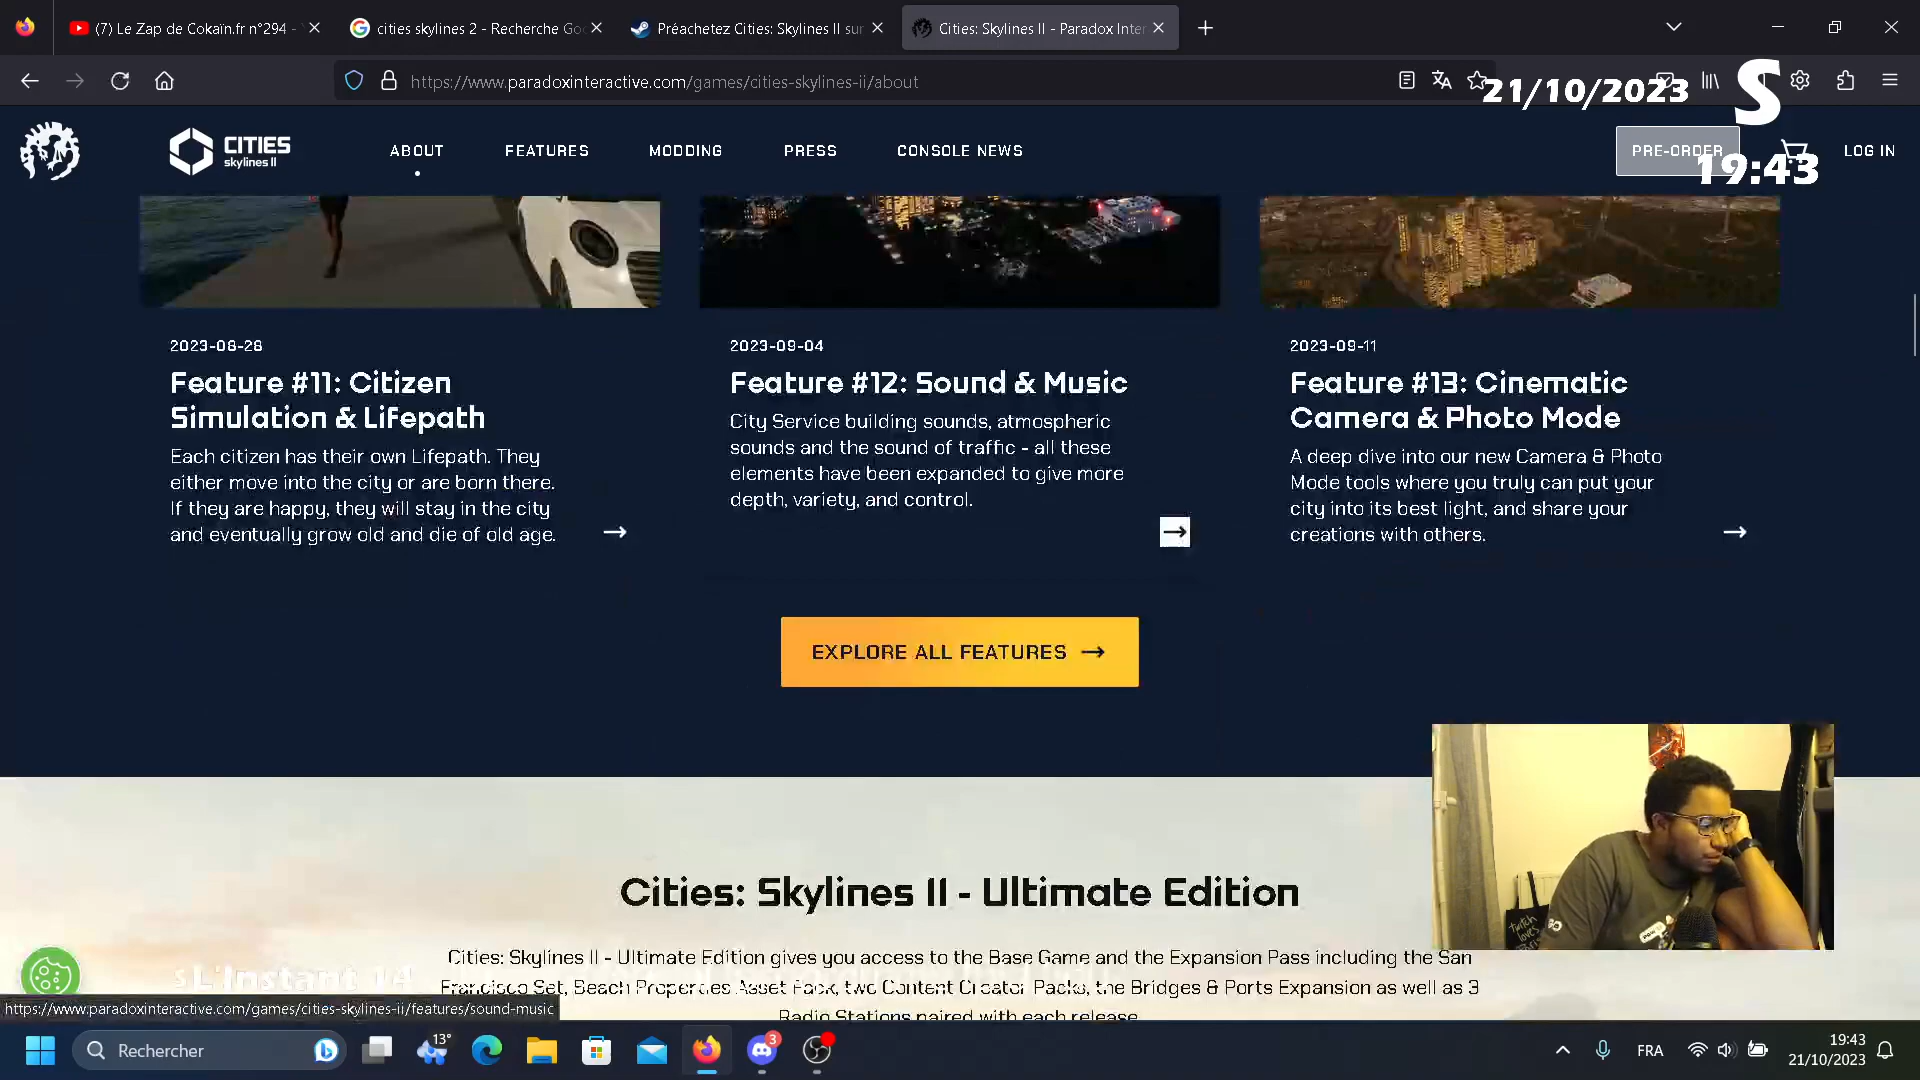 (7) Le Zap de Cokaïn.fr n°294 -
cities skylines 2 - Recherche Goo
Préachetez Cities: Skylines II sur
Cities: Skylines II - Paradox Inter
https://www.paradoxinteractive.com/games/cities-skylines-ii/about
21/10/2023
S
CITIES
skylines II
ABOUT
FEATURES
MODDING
PRESS
CONSOLE NEWS
PRE-ORDER
LOG IN
19:43
2023-08-28
Feature #11: Citizen
Simulation & Lifepath
Each citizen has their own Lifepath. They
either move into the city or are born there.
If they are happy, they will stay in the city
and eventually grow old and die of old age.
2023-09-04
Feature #12: Sound & Music
City Service building sounds, atmospheric
sounds and the sound of traffic - all these
elements have been expanded to give more
depth, variety, and control.
2023-09-11
Feature #13: Cinematic
Camera & Photo Mode
A deep dive into our new Camera & Photo
Mode tools where you truly can put your
city into its best light, and share your
creations with others.
EXPLORE ALL FEATURES
Cities: Skylines II - Ultimate Edition
Cities: Skylines II - Ultimate Edition gives you access to the Base Game and the Expansion Pass including the San
Francisco Set, Beach Properties Asset Pack, two Content Creator Packs, the Bridges & Ports Expansion as well as 3
Radio Stations paired with each release
L'Instant 14
twitch
loves
https://www.paradoxinteractive.com/games/cities-skylines-ii/features/sound-music
Rechercher
13°
3
FRA
19:43
21/10/2023